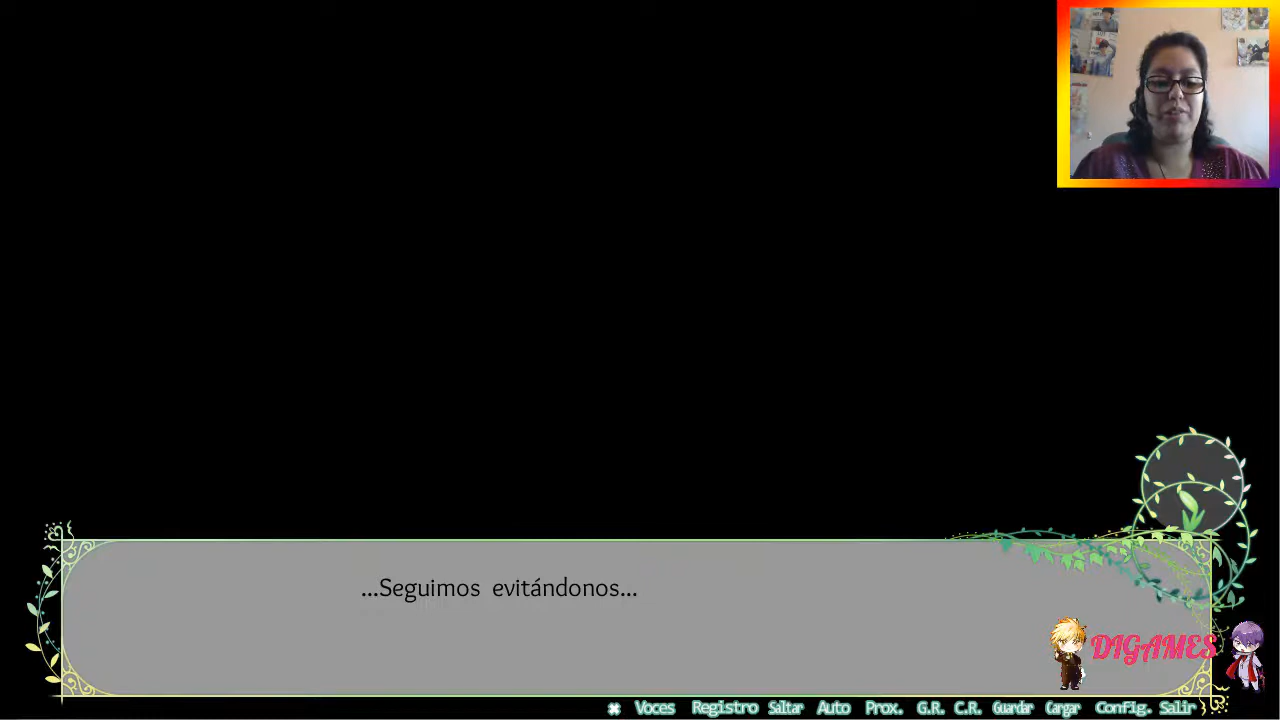 ...Seguimos evitándonos...
DIGAMES
Voces Registro Saltar Auto Prox. G.R. C.R. Guardar Cargar Config. Salir